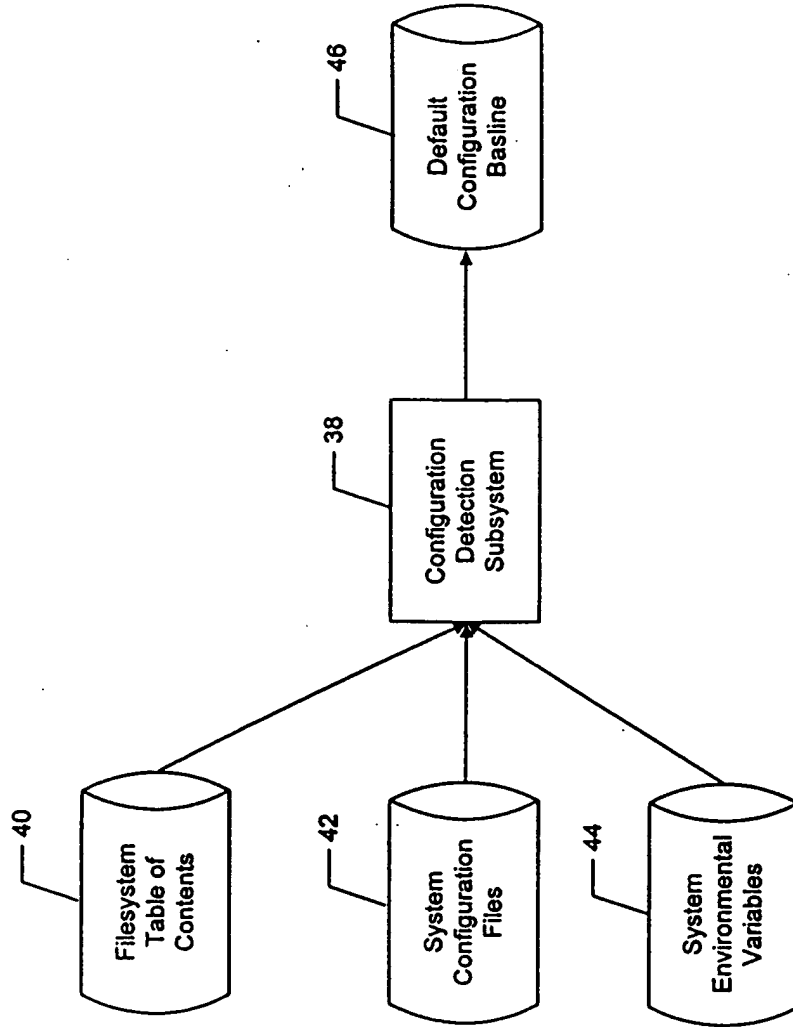 40
Filesystem
Table of
Contents
42
System
Configuration
Files
44
System
Environmental
Variables
38
Configuration
Detection
Subsystem
46
Default
Configuration
Basline